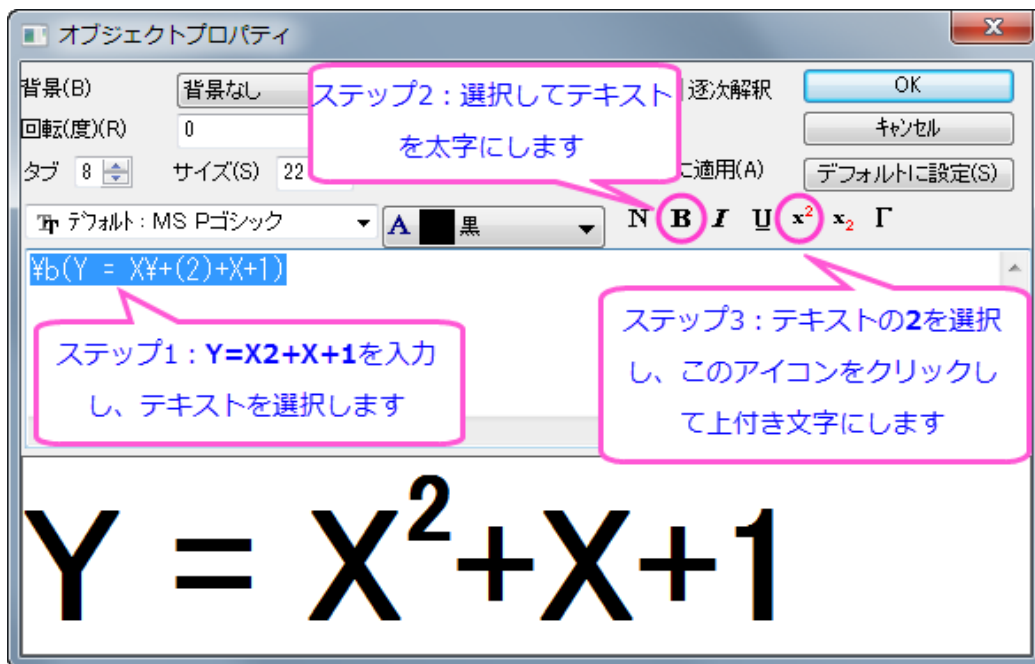 オブジェクトプロパティ
背景(B) 背景なし 逐次解釈 OK
回転(度)(R) 0 キャンセル
タブ 8 サイズ(S) 22 に適用(A) デフォルトに設定(S)
ステップ2：選択してテキスト
を太字にします
デフォルト：MS Pゴシック A 黒 N B I U x² x₂ Γ
¥b(Y = X¥+(2)+X+1)
ステップ1：Y=X2+X+1を入力
し、テキストを選択します
ステップ3：テキストの2を選択
し、このアイコンをクリックし
て上付き文字にします
Y = X²+X+1